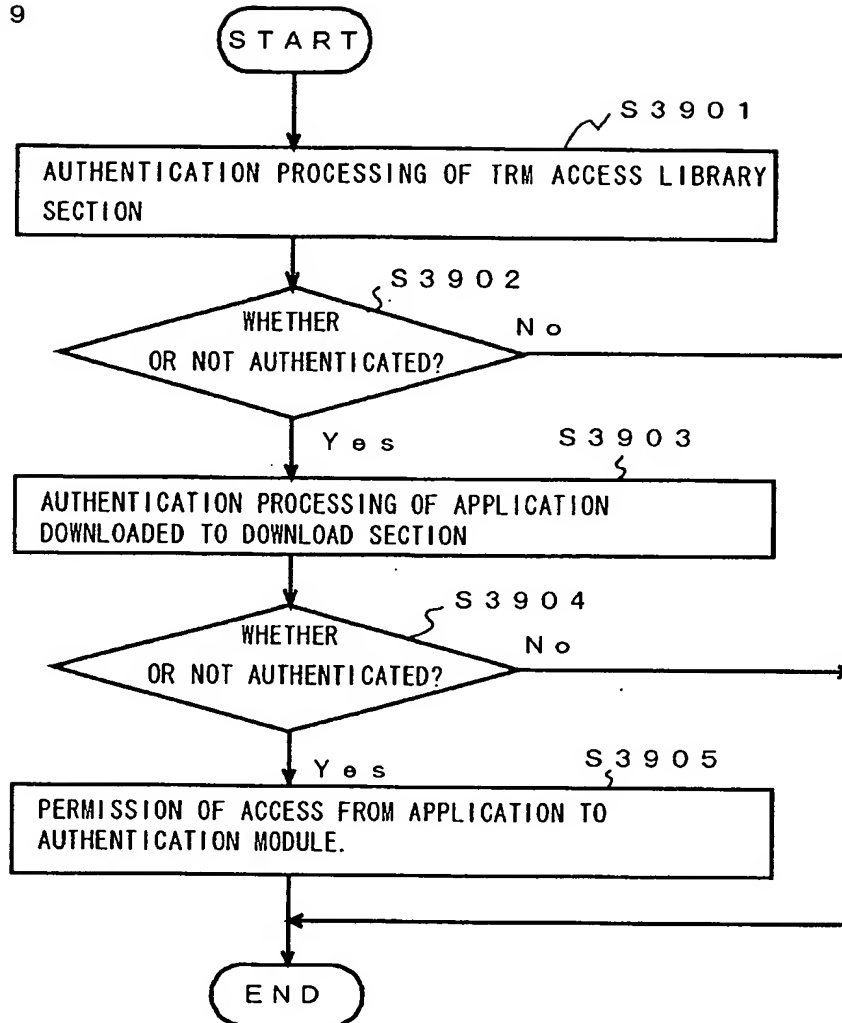 9
START
S3901
AUTHENTICATION PROCESSING OF TRM ACCESS LIBRARY
SECTION
S3902
WHETHER
OR NOT AUTHENTICATED?
No
Yes
S3903
AUTHENTICATION PROCESSING OF APPLICATION
DOWNLOADED TO DOWNLOAD SECTION
S3904
WHETHER
OR NOT AUTHENTICATED?
No
Yes
S3905
PERMISSION OF ACCESS FROM APPLICATION TO
AUTHENTICATION MODULE.
END